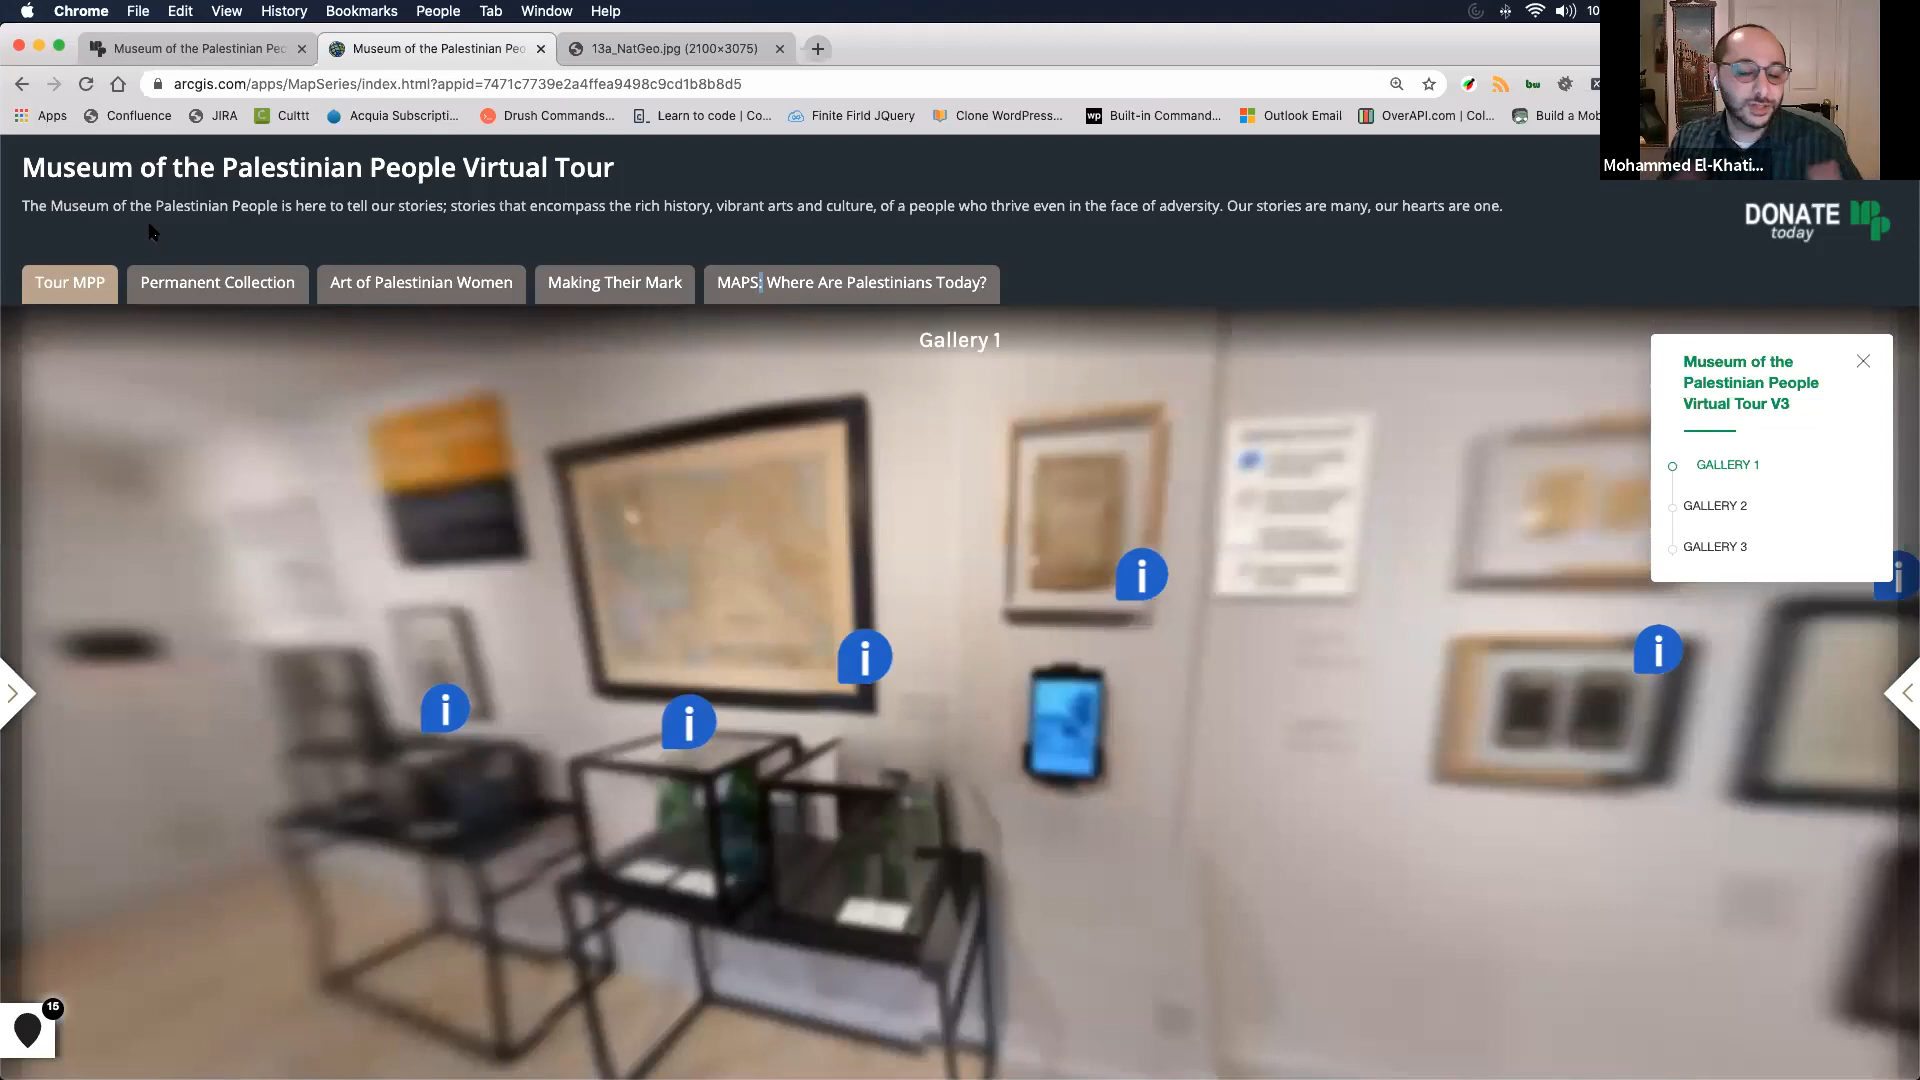 Chrome File Edit View History Bookmarks People Tab Window Help 10
Museum of the Palestinian Peo
Museum of the Palestinian Peo
13a_NatGeo.jpg (2100×3075)
arcgis.com/apps/MapSeries/index.html?appid=7471c7739e2a4ffea9498c9cd1b8b8d5
bw
Apps Confluence JIRA Culttt Acquia Subscripti... Drush Commands... Learn to code | Co... Finite Firld JQuery Clone WordPress... wp Built-in Command... Outlook Email OverAPI.com | Col... Build a Mob
Mohammed El-Khati...
Museum of the Palestinian People Virtual Tour
The Museum of the Palestinian People is here to tell our stories; stories that encompass the rich history, vibrant arts and culture, of a people who thrive even in the face of adversity. Our stories are many, our hearts are one.
DONATE
today
Tour MPP Permanent Collection Art of Palestinian Women Making Their Mark MAPS: Where Are Palestinians Today?
Gallery 1
Museum of the
Palestinian People
Virtual Tour V3
GALLERY 1
GALLERY 2
GALLERY 3
i
i
i
i
i
i
15